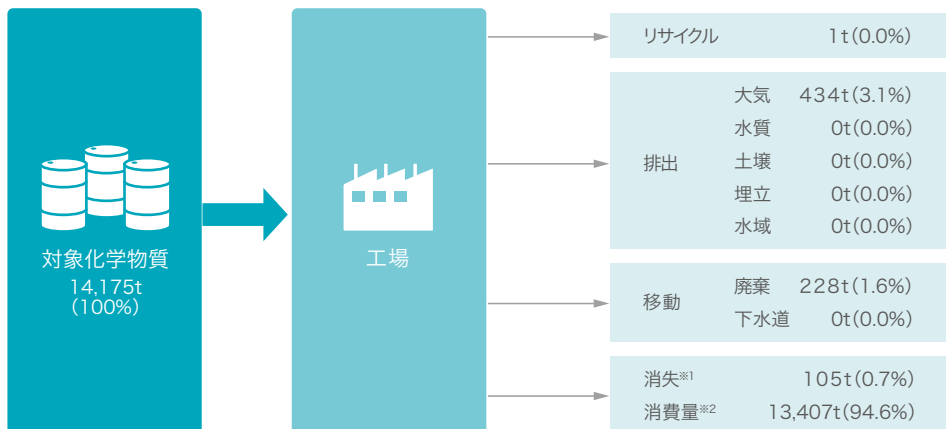 対象化学物質
14,175t
(100%)
工場
リサイクル 1t(0.0%)
排出
大気 434t(3.1%)
水質 0t(0.0%)
土壌 0t(0.0%)
埋立 0t(0.0%)
水域 0t(0.0%)
移動
廃棄 228t(1.6%)
下水道 0t(0.0%)
消失※1 105t(0.7%)
消費量※2 13,407t(94.6%)